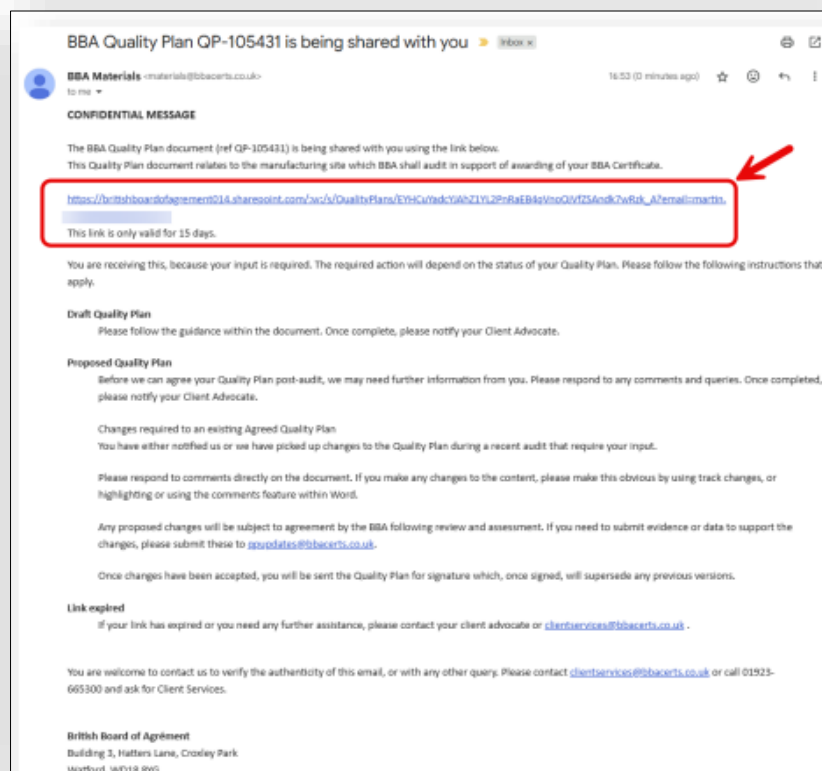 BBA Quality Plan QP-105431 is being shared with you Inbox x
BBA Materials <materials@bbacerts.co.uk> 16:53 (0 minutes ago)
to me
CONFIDENTIAL MESSAGE
The BBA Quality Plan document (ref QP-105431) is being shared with you using the link below.
This Quality Plan document relates to the manufacturing site which BBA shall audit in support of awarding of your BBA Certificate.
This link is only valid for 15 days.
You are receiving this, because your input is required. The required action will depend on the status of your Quality Plan. Please follow the following instructions that
apply.
Draft Quality Plan
Please follow the guidance within the document. Once complete, please notify your Client Advocate.
Proposed Quality Plan
Before we can agree your Quality Plan post-audit, we may need further information from you. Please respond to any comments and queries. Once completed,
please notify your Client Advocate.
Changes required to an existing Agreed Quality Plan
You have either notified us or we have picked up changes to the Quality Plan during a recent audit that require your input.
Please respond to comments directly on the document. If you make any changes to the content, please make this obvious by using track changes, or
highlighting or using the comments feature within Word.
Any proposed changes will be subject to agreement by the BBA following review and assessment. If you need to submit evidence or data to support the
changes, please submit these to qpupdates@bbacerts.co.uk.
Once changes have been accepted, you will be sent the Quality Plan for signature which, once signed, will supersede any previous versions.
Link expired
If your link has expired or you need any further assistance, please contact your client advocate or clientservices@bbacerts.co.uk .
You are welcome to contact us to verify the authenticity of this email, or with any other query. Please contact clientservices@bbacerts.co.uk or call 01923-
665300 and ask for Client Services.
British Board of Agrément
Building 3, Hatters Lane, Croxley Park
Watford, WD18 8YG